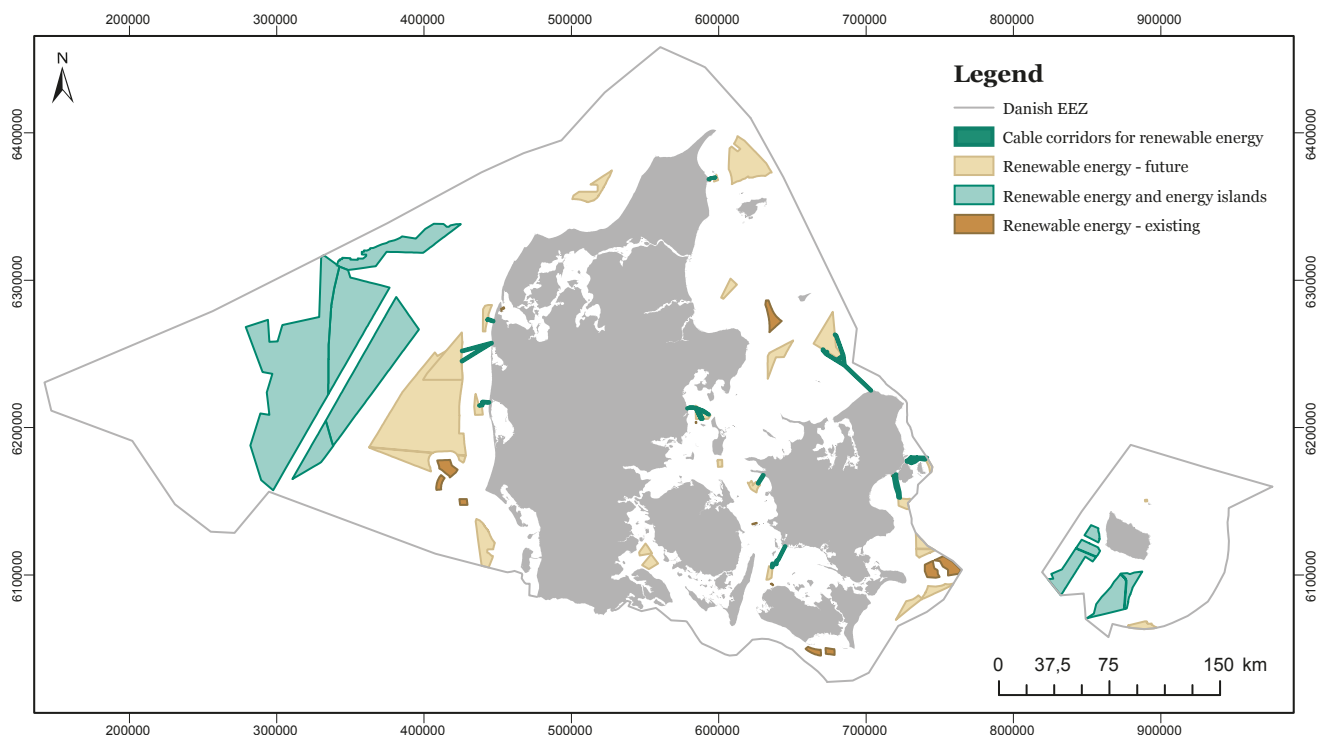 200000 300000 400000 500000 600000 700000 800000 900000
N
Legend
Danish EEZ
Cable corridors for renewable energy
Renewable energy - future
Renewable energy and energy islands
Renewable energy - existing
6400000 6400000
6300000 6300000
6200000 6200000
6100000 6100000
0 37,5 75 150 km
200000 300000 400000 500000 600000 700000 800000 900000